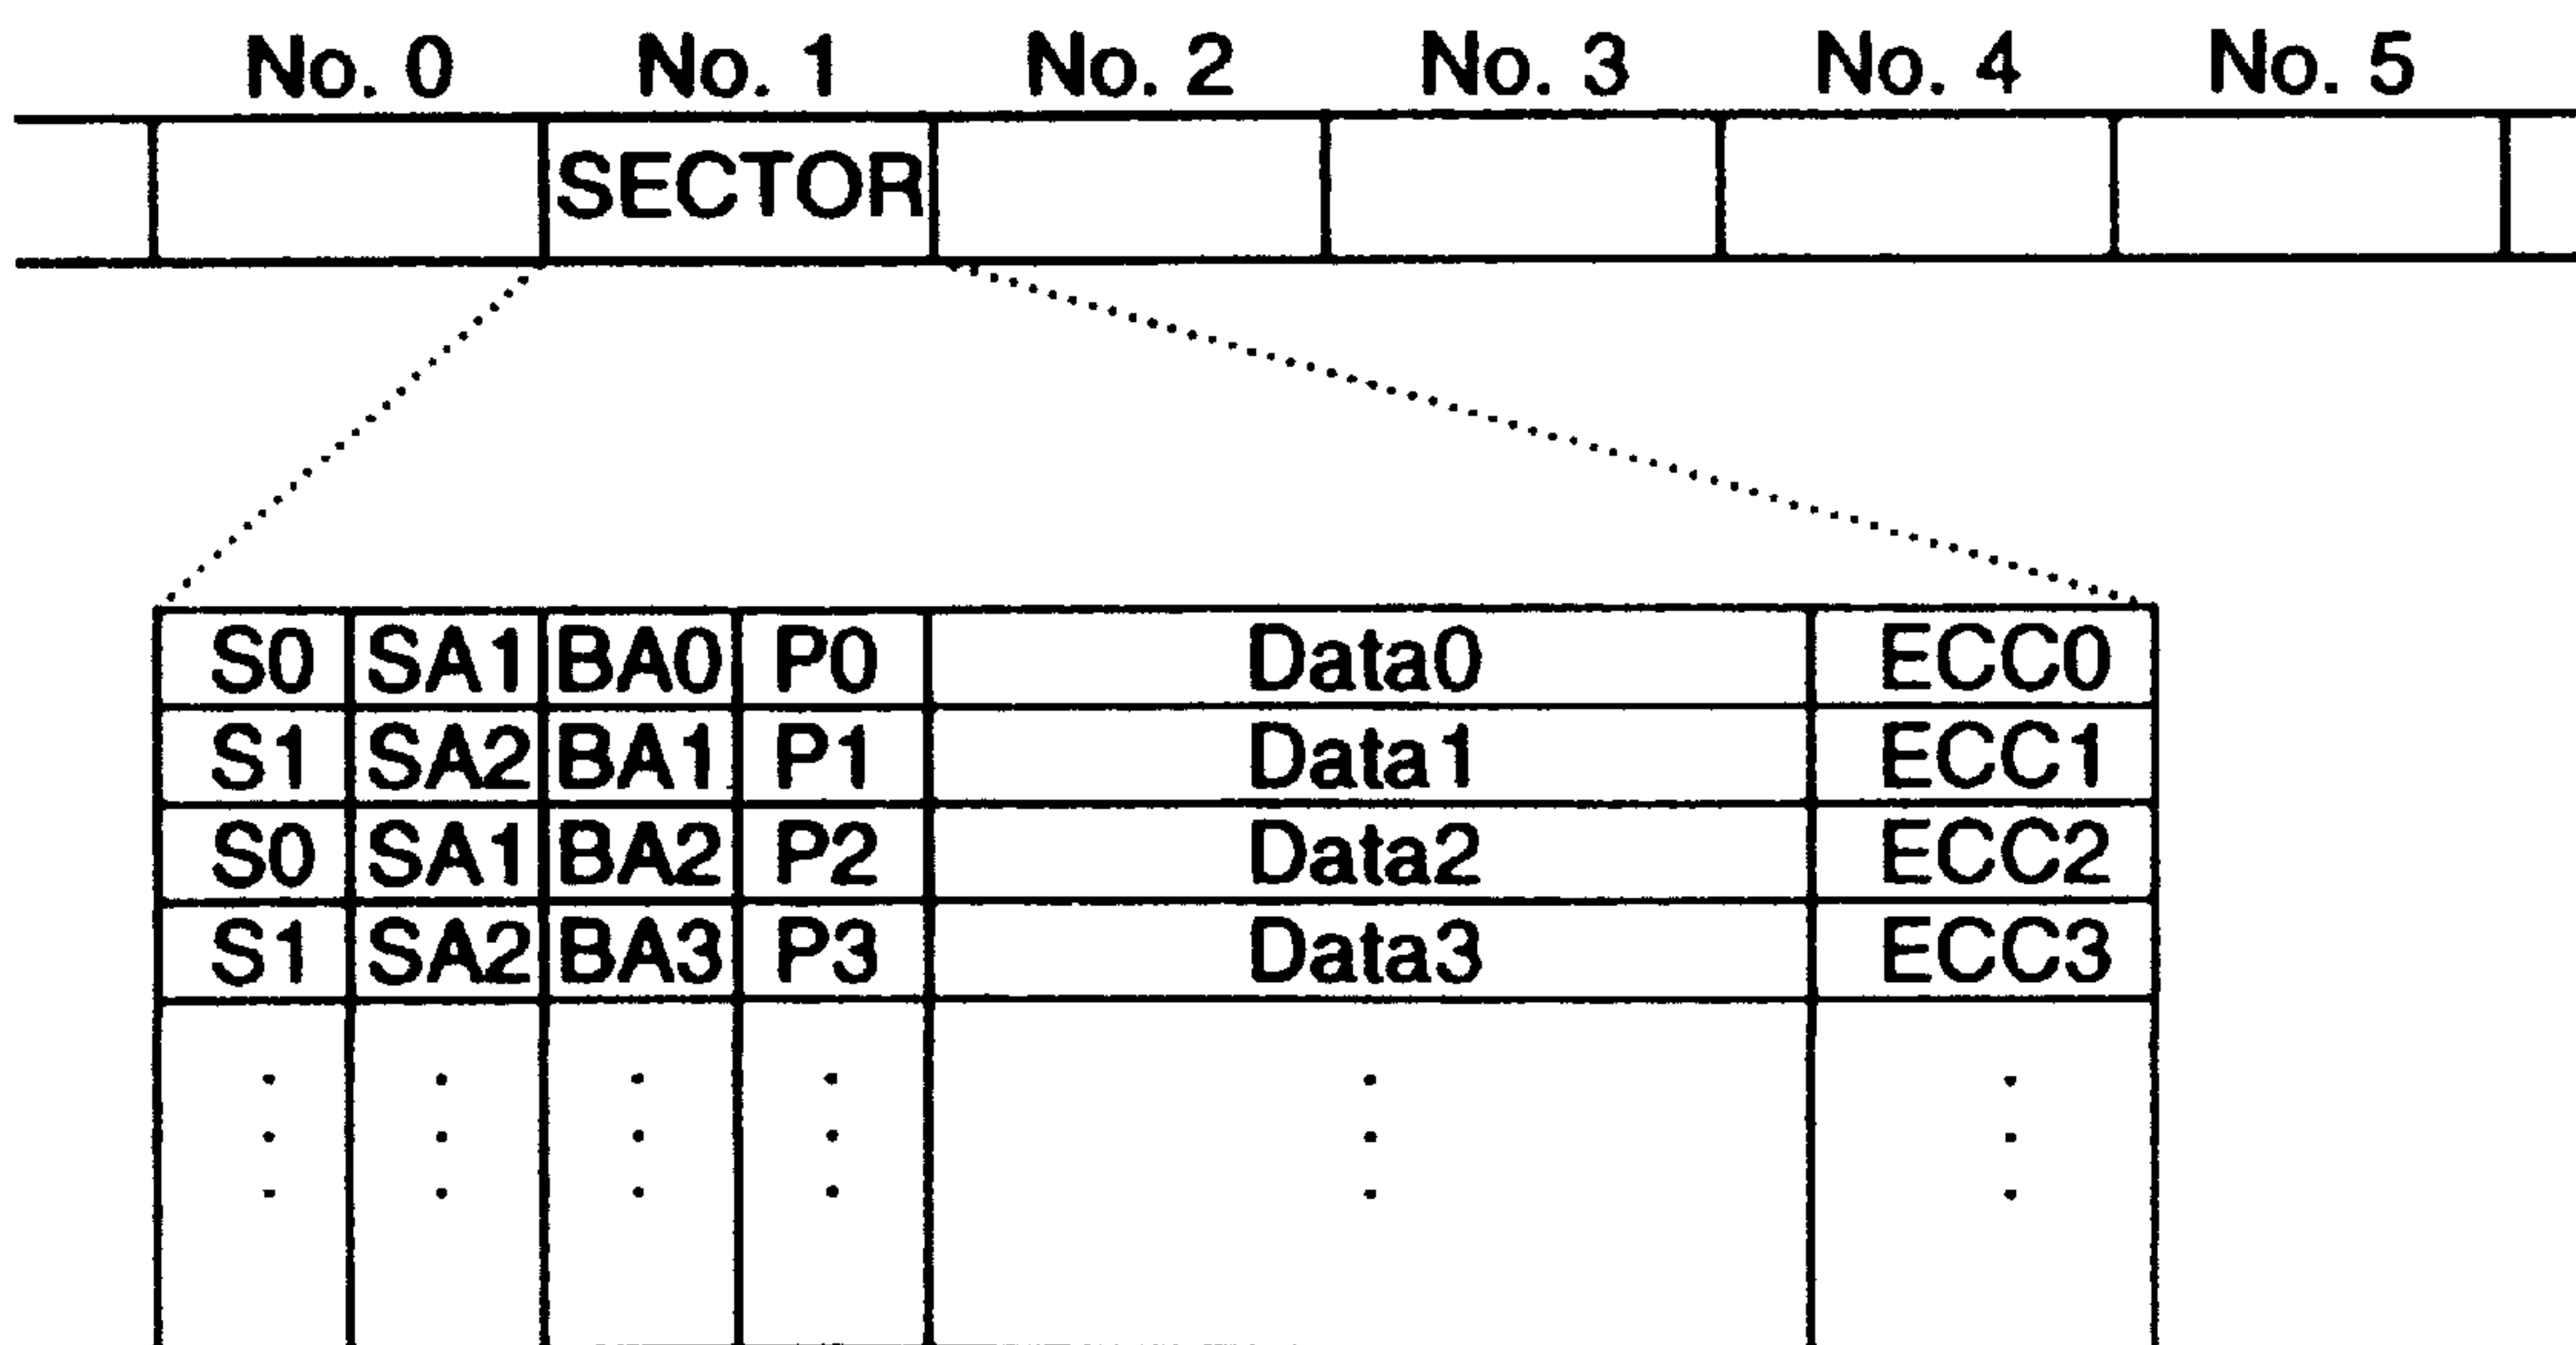 No. 0 No. 1 No. 2 No. 3 No. 4 No. 5
SECTOR
S0 SA1 BA0 P0 Data0 ECC0
S1 SA2 BA1 P1 Data1 ECC1
S0 SA1 BA2 P2 Data2 ECC2
S1 SA2 BA3 P3 Data3 ECC3